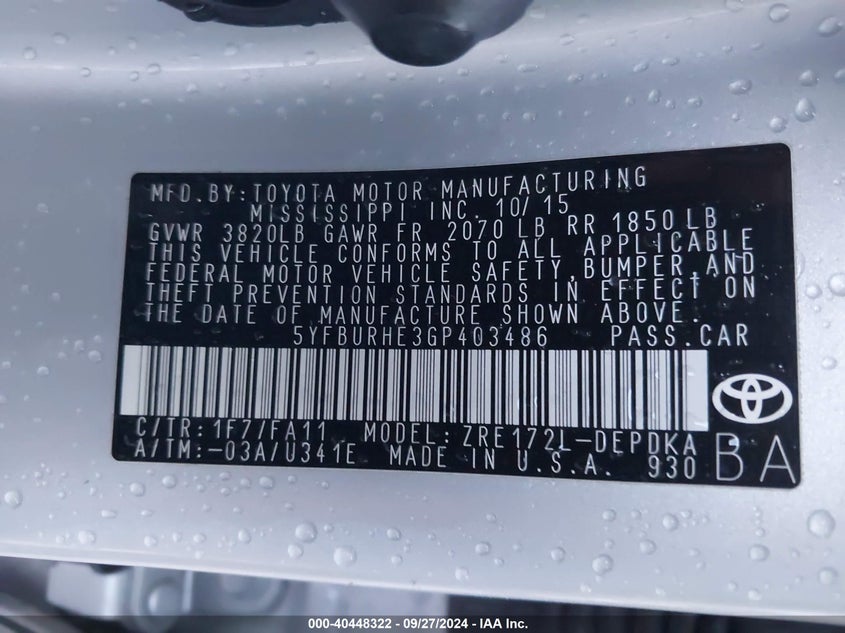 MFD.BY:TOYOTA MOTOR MANUFACTURING
MISSISSIPPI INC. 10/15
GVWR 3820LB GAWR FR 2070 LB RR 1850 LB
THIS VEHICLE CONFORMS TO ALL APPLICABLE
FEDERAL MOTOR VEHICLE SAFETY,BUMPER,AND
THEFT PREVENTION STANDARDS IN EFFECT ON
THE DATE OF MANUFACTURE SHOWN ABOVE.
5YFBURHE3GP403486 PASS.CAR
C/TR:1F7/FA11 MODEL:ZRE172L-DEPDKA
A/TM:-03A/U341E MADE IN U.S.A. 930
BA
000-40448322 - 09/27/2024 - IAA Inc.